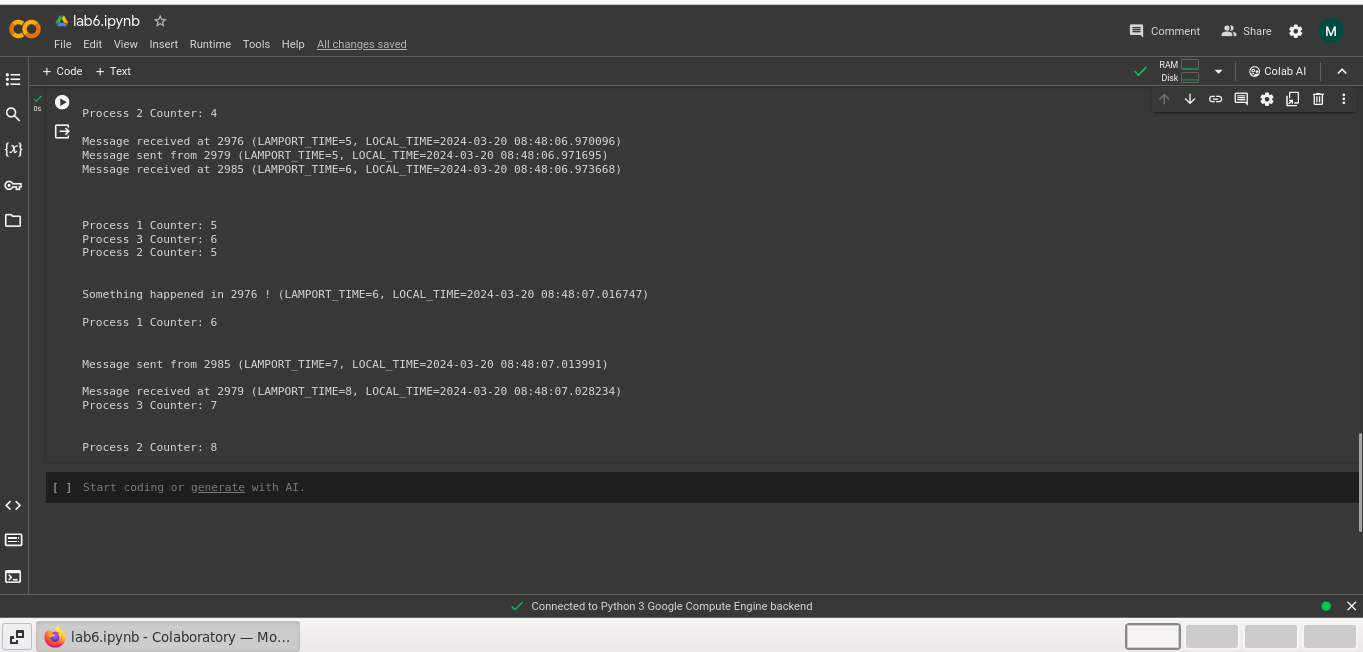 lab6.ipynb
File Edit View Insert Runtime Tools Help All changes saved
Comment Share M
+ Code + Text
RAM
Disk
Colab AI
0s
Process 2 Counter: 4
Message received at 2976 (LAMPORT_TIME=5, LOCAL_TIME=2024-03-20 08:48:06.970096)
Message sent from 2979 (LAMPORT_TIME=5, LOCAL_TIME=2024-03-20 08:48:06.971695)
Message received at 2985 (LAMPORT_TIME=6, LOCAL_TIME=2024-03-20 08:48:06.973668)
Process 1 Counter: 5
Process 3 Counter: 6
Process 2 Counter: 5
Something happened in 2976 ! (LAMPORT_TIME=6, LOCAL_TIME=2024-03-20 08:48:07.016747)
Process 1 Counter: 6
Message sent from 2985 (LAMPORT_TIME=7, LOCAL_TIME=2024-03-20 08:48:07.013991)
Message received at 2979 (LAMPORT_TIME=8, LOCAL_TIME=2024-03-20 08:48:07.028234)
Process 3 Counter: 7
Process 2 Counter: 8
[ ] Start coding or generate with AI.
Connected to Python 3 Google Compute Engine backend
lab6.ipynb - Colaboratory — Mo...